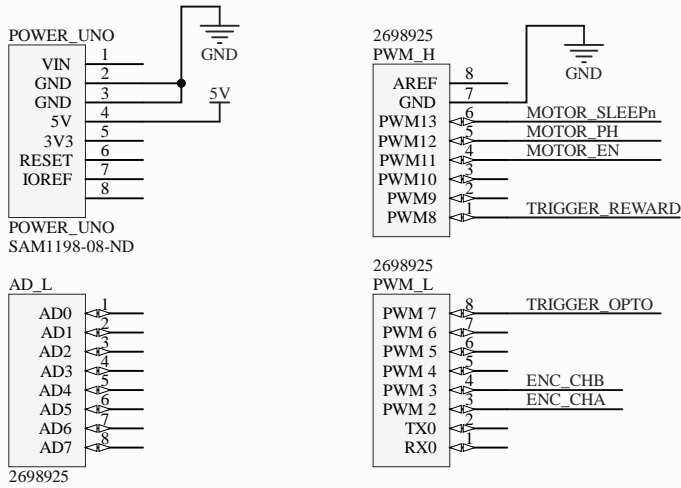 POWER_UNO
VIN 1
GND 2
GND 3
5V 4
3V3 5
RESET 6
IOREF 7
8
POWER_UNO
SAM1198-08-ND
GND
5V
2698925
PWM_H
AREF 8
GND 7
PWM13 6 MOTOR_SLEEPn
PWM12 5 MOTOR_PH
PWM11 4 MOTOR_EN
PWM10 3
PWM9 2
PWM8 1 TRIGGER_REWARD
GND
AD_L
AD0 1
AD1 2
AD2 3
AD3 4
AD4 5
AD5 6
AD6 7
AD7 8
2698925
2698925
PWM_L
PWM 7 8 TRIGGER_OPTO
PWM 6 7
PWM 5 6
PWM 4 5
PWM 3 4 ENC_CHB
PWM 2 3 ENC_CHA
TX0 2
RX0 1